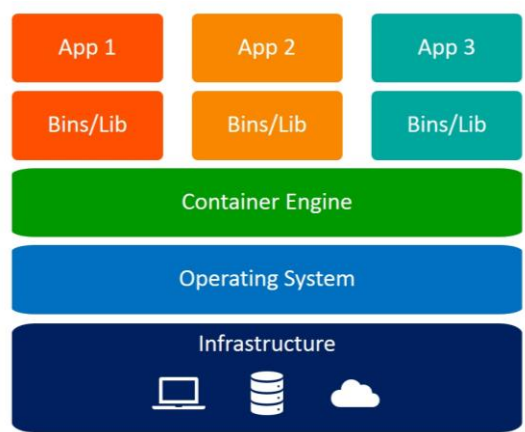 App 1
App 2
App 3
Bins/Lib
Bins/Lib
Bins/Lib
Container Engine
Operating System
Infrastructure